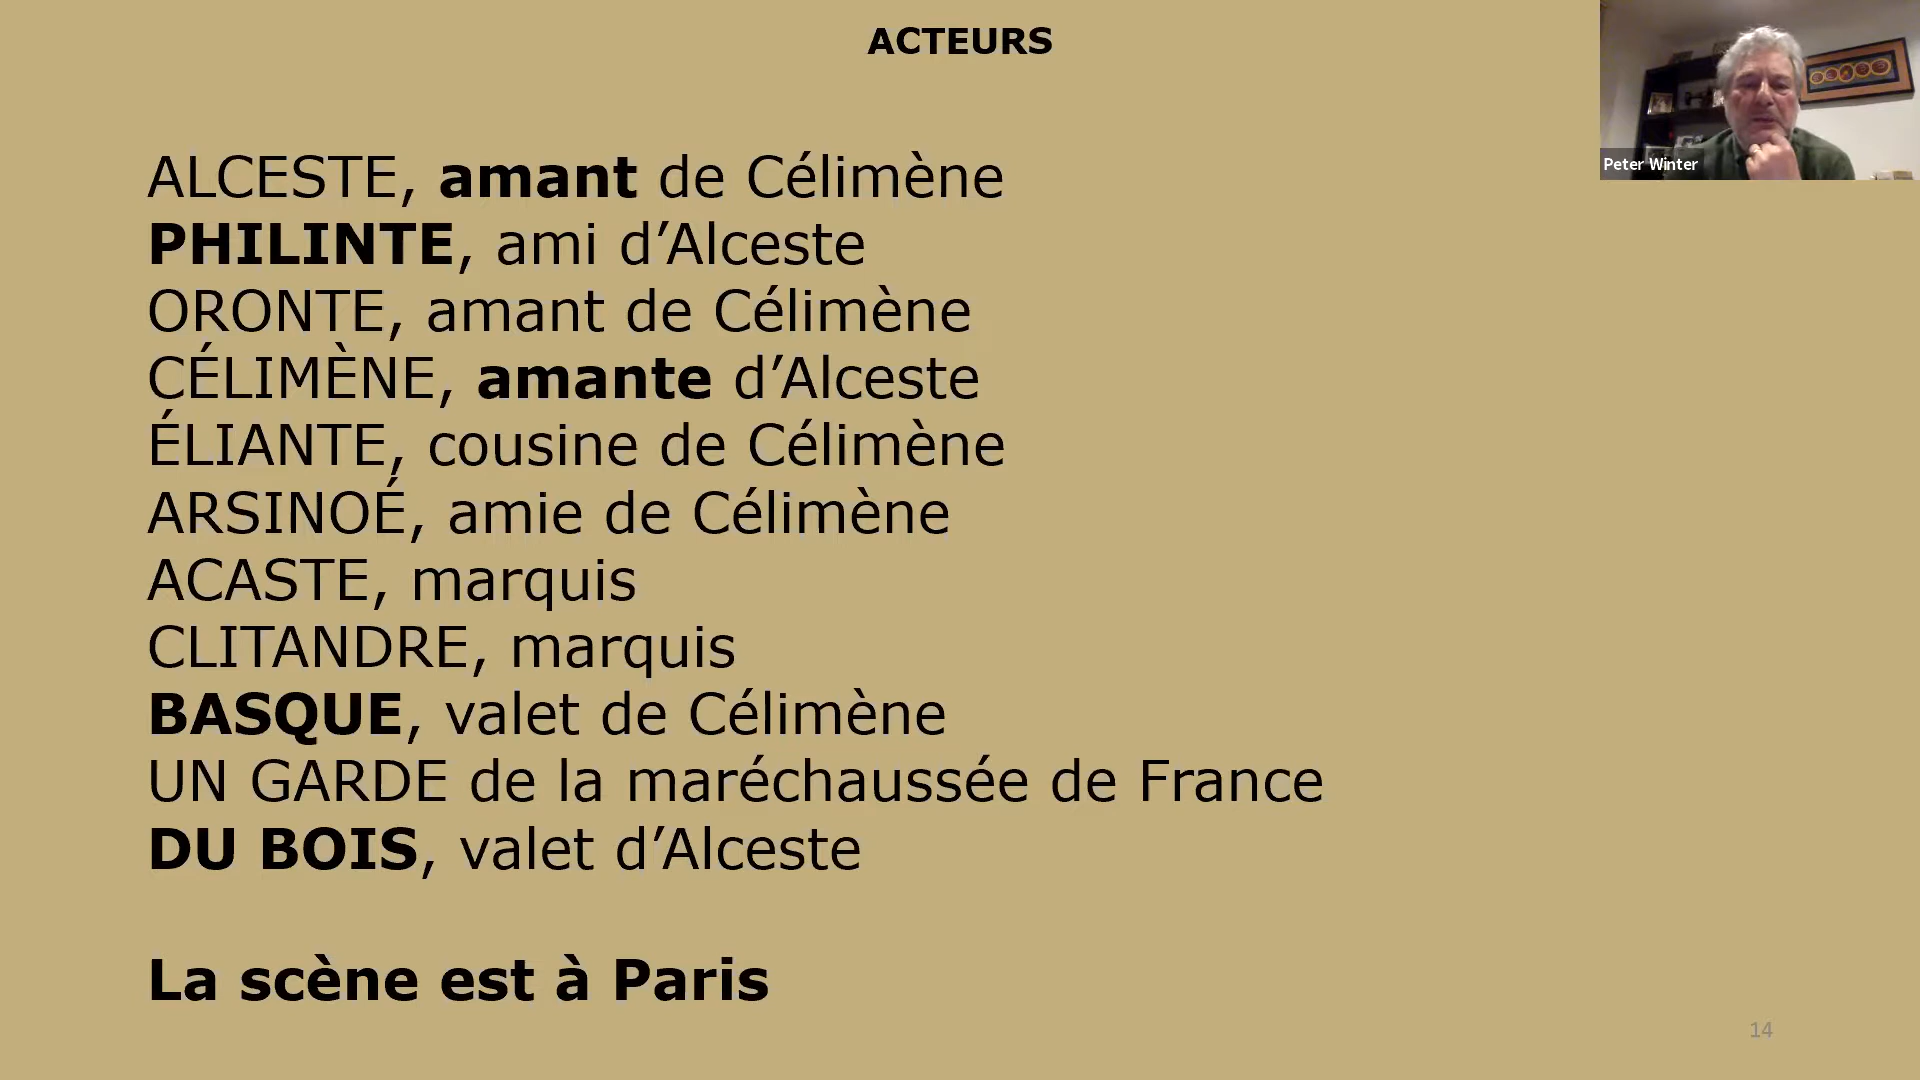 ACTEURS
Peter Winter
ALCESTE, amant de Célimène
PHILINTE, ami d’Alceste
ORONTE, amant de Célimène
CÉLIMÈNE, amante d’Alceste
ÉLIANTE, cousine de Célimène
ARSINOÉ, amie de Célimène
ACASTE, marquis
CLITANDRE, marquis
BASQUE, valet de Célimène
UN GARDE de la maréchaussée de France
DU BOIS, valet d’Alceste
La scène est à Paris
14